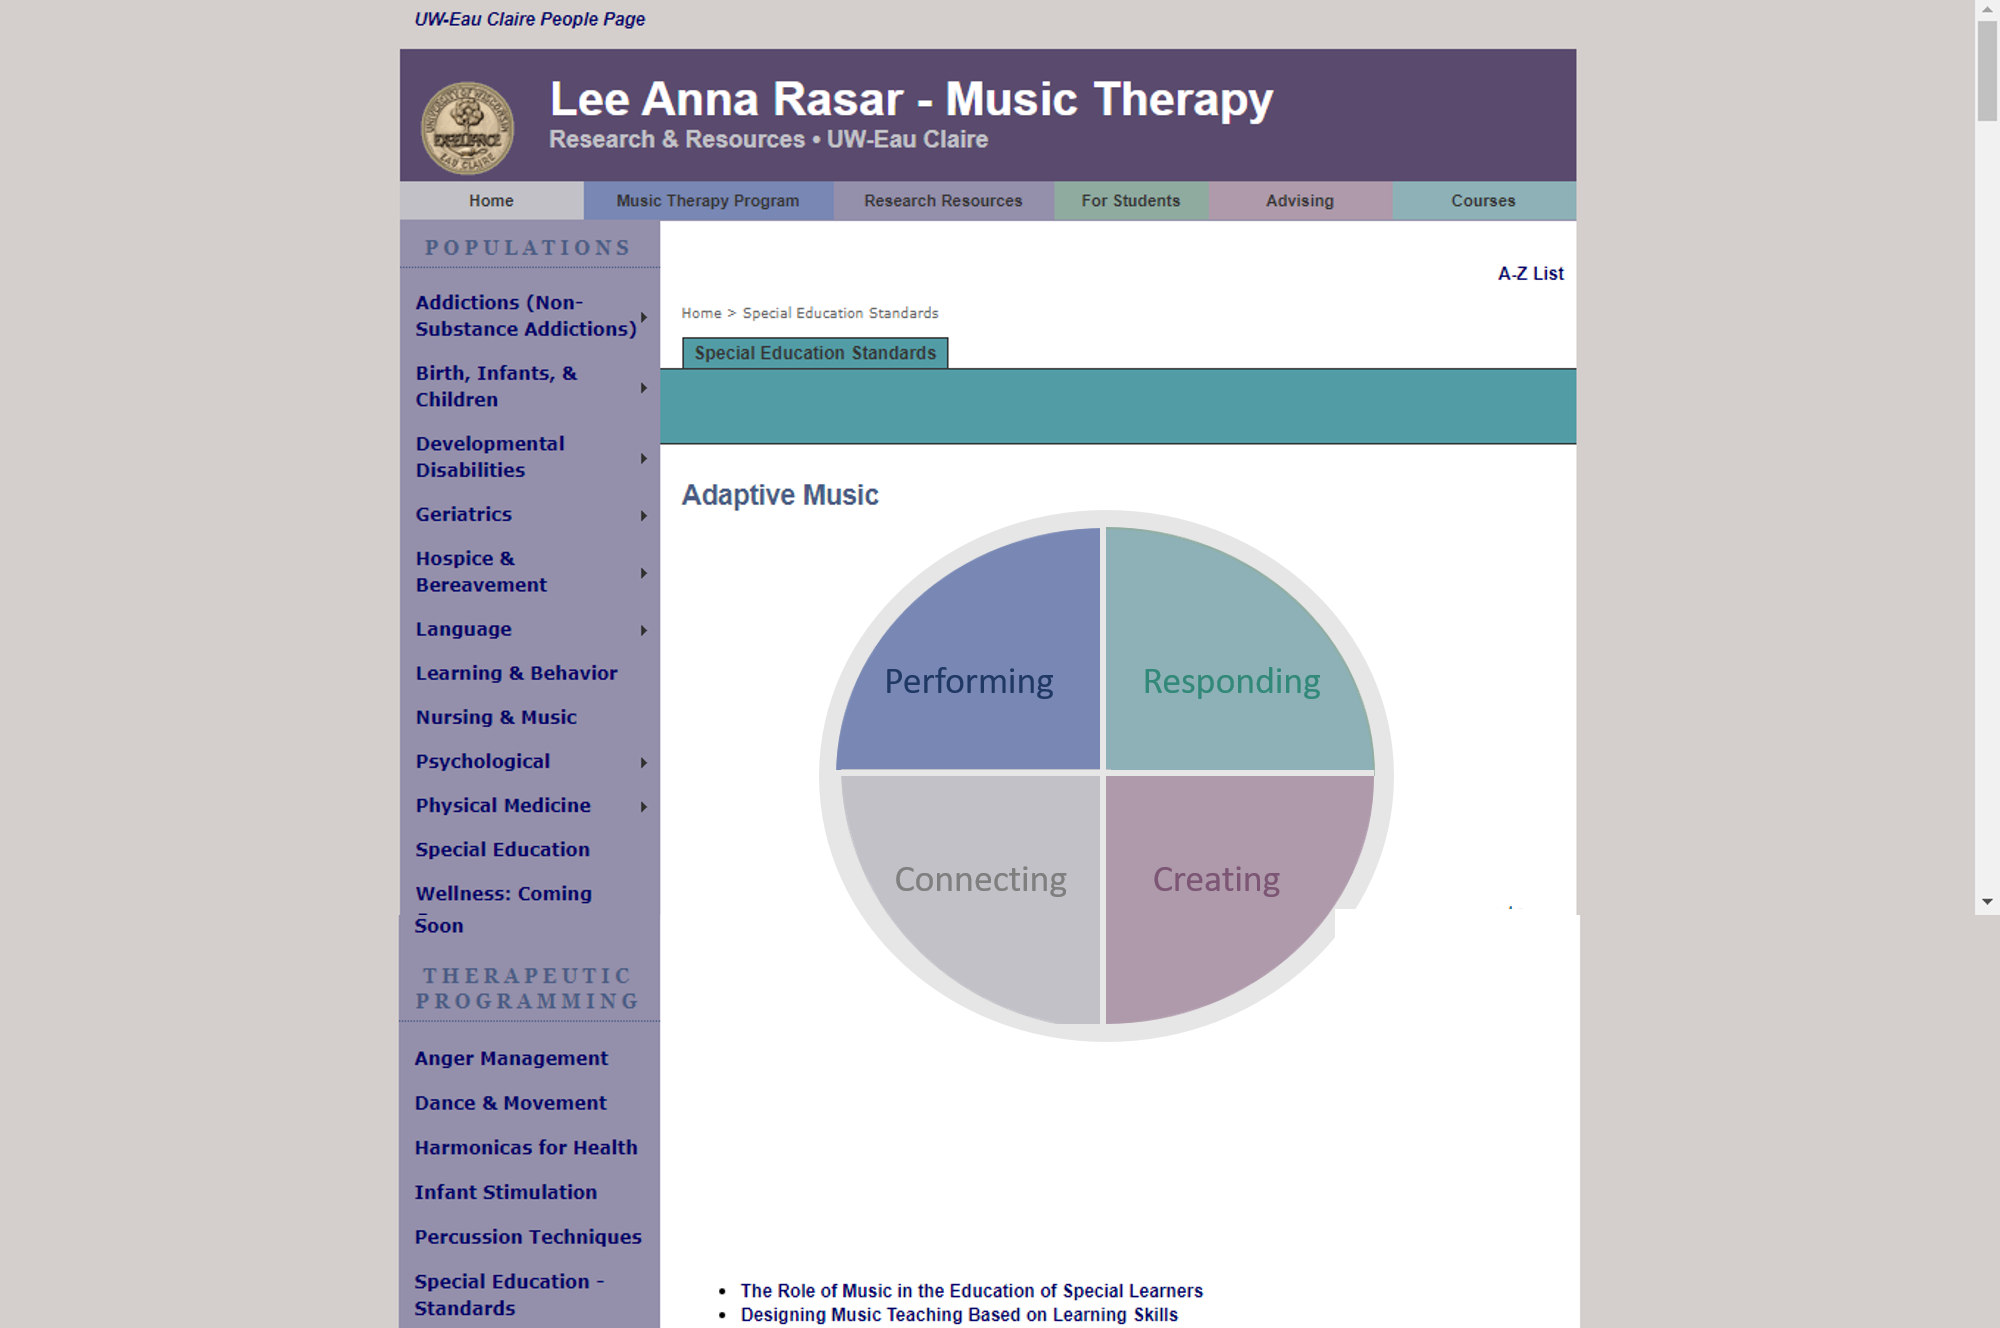 UW-Eau Claire People Page
UNIVERSITY OF WISCONSIN
EXCELLENCE
EAU CLAIRE
Lee Anna Rasar - Music Therapy
Research & Resources • UW-Eau Claire
Home
Music Therapy Program
Research Resources
For Students
Advising
Courses
POPULATIONS
Addictions (Non-
Substance Addictions)
Birth, Infants, &
Children
Developmental
Disabilities
Geriatrics
Hospice &
Bereavement
Language
Learning & Behavior
Nursing & Music
Psychological
Physical Medicine
Special Education
Wellness: Coming
Soon
THERAPEUTIC
PROGRAMMING
Anger Management
Dance & Movement
Harmonicas for Health
Infant Stimulation
Percussion Techniques
Special Education -
Standards
A-Z List
Home > Special Education Standards
Special Education Standards
Adaptive Music
Performing
Responding
Connecting
Creating
• The Role of Music in the Education of Special Learners
• Designing Music Teaching Based on Learning Skills